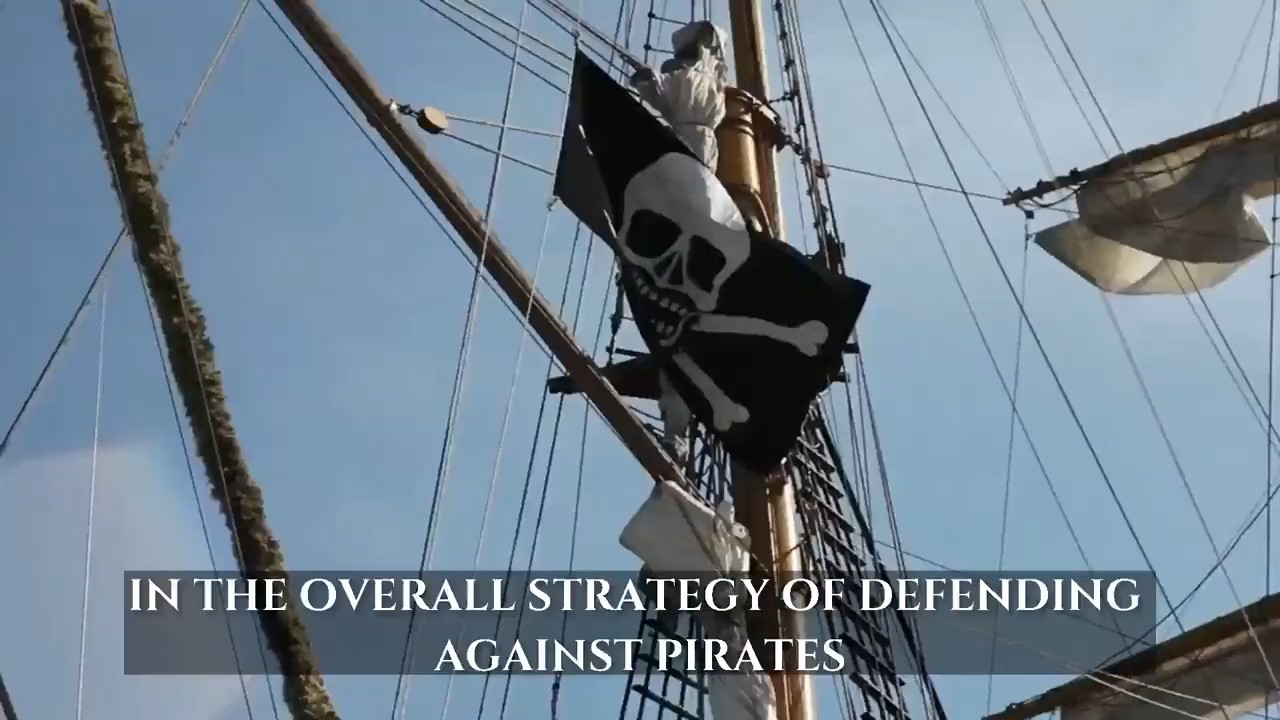 IN THE OVERALL STRATEGY OF DEFENDING
AGAINST PIRATES